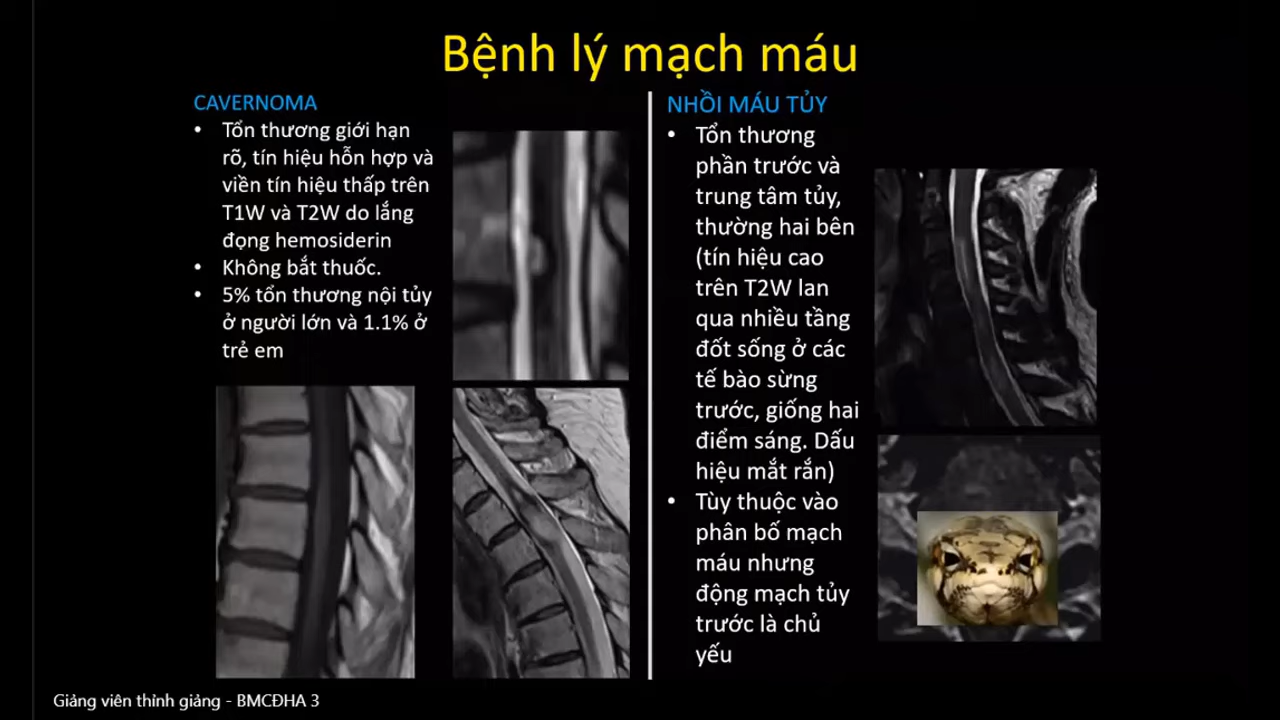 Bệnh lý mạch máu
CAVERNOMA
• Tổn thương giới hạn
rõ, tín hiệu hỗn hợp và
viền tín hiệu thấp trên
T1W và T2W do lắng
đọng hemosiderin
• Không bắt thuốc.
• 5% tổn thương nội tủy
ở người lớn và 1.1% ở
trẻ em
NHỒI MÁU TỦY
• Tổn thương
phần trước và
trung tâm tủy,
thường hai bên
(tín hiệu cao
trên T2W lan
qua nhiều tầng
đốt sống ở các
tế bào sừng
trước, giống hai
điểm sáng. Dấu
hiệu mắt rắn)
• Tùy thuộc vào
phân bố mạch
máu nhưng
động mạch tủy
trước là chủ
yếu
Giảng viên thỉnh giảng - BMCĐHA 3